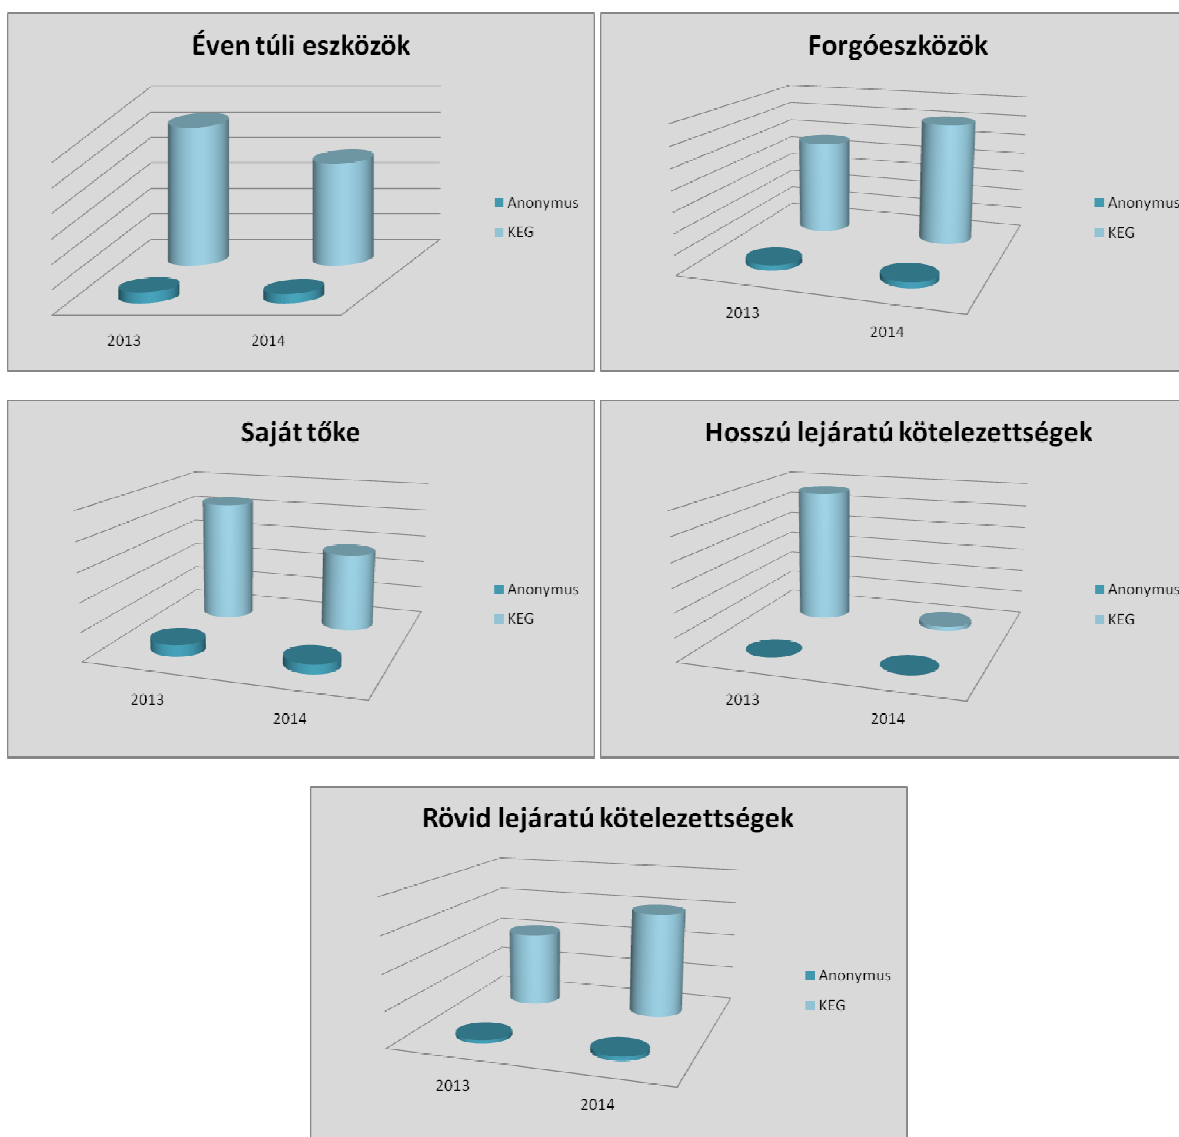 Éven túli eszközök
Anonymus
KEG
2013
2014
Forgóeszközök
Anonymus
KEG
2013
2014
Saját tőke
Anonymus
KEG
2013
2014
Hosszú lejáratú kötelezettségek
Anonymus
KEG
2013
2014
Rövid lejáratú kötelezettségek
Anonymus
KEG
2013
2014